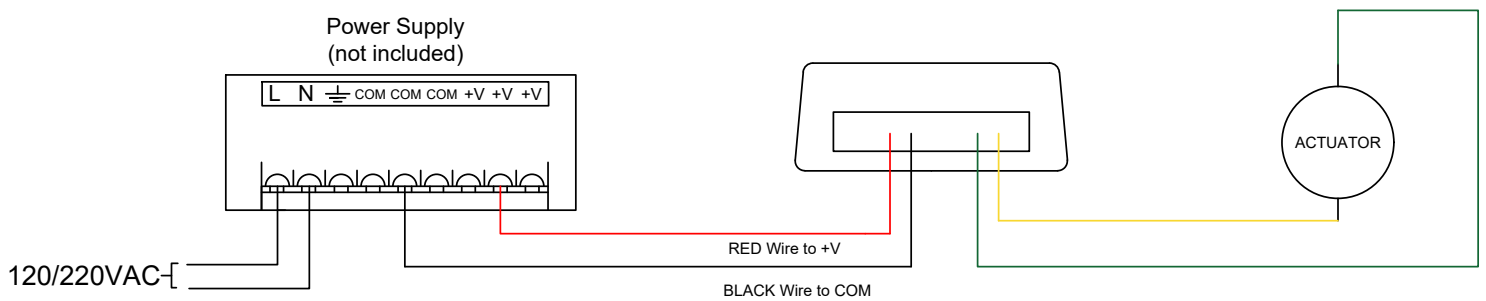 Power Supply
(not included)
L N COM COM COM +V +V +V
ACTUATOR
RED Wire to +V
120/220VAC
BLACK Wire to COM